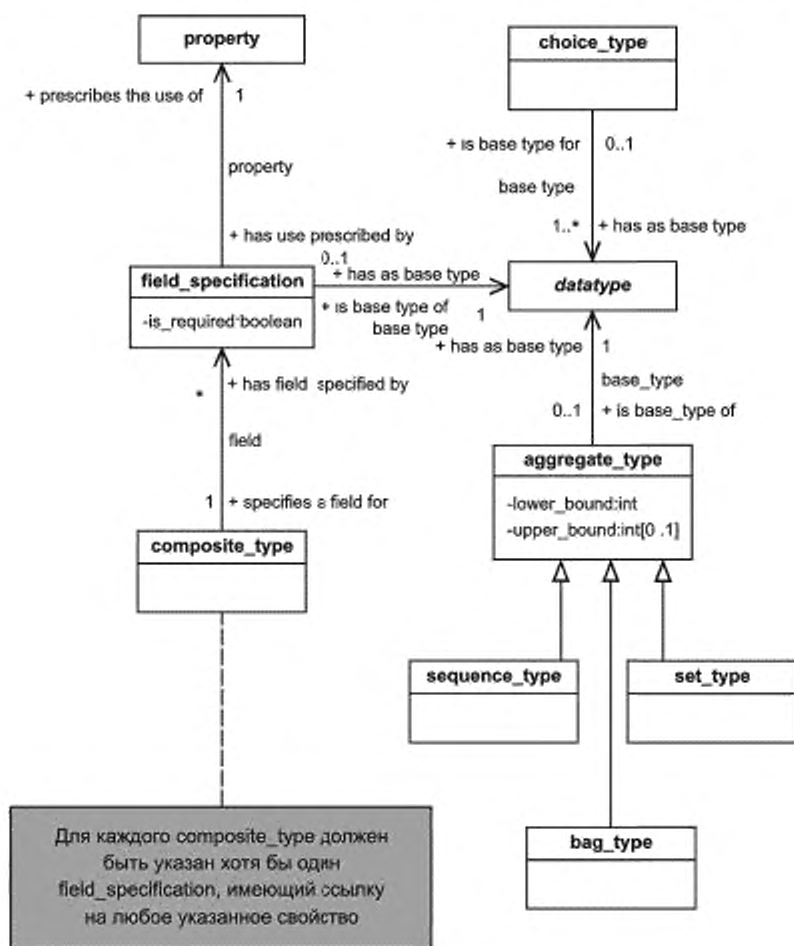 property
choice_type
+ prescribes the use of 1
+ is base type for 0..1
property
base type
1..* + has as base type
+ has use prescribed by
0..1
+ has as base type
field_specification
datatype
-is_required:boolean
+ is base type of
base type
1
+ has as base type 1
base_type
* + has field specified by
0..1 + is base_type of
field
aggregate_type
-lower_bound:int
-upper_bound:int[0 .1]
1 + specifies a field for
composite_type
sequence_type
set_type
bag_type
Для каждого composite_type должен
быть указан хотя бы один
field_specification, имеющий ссылку
на любое указанное свойство